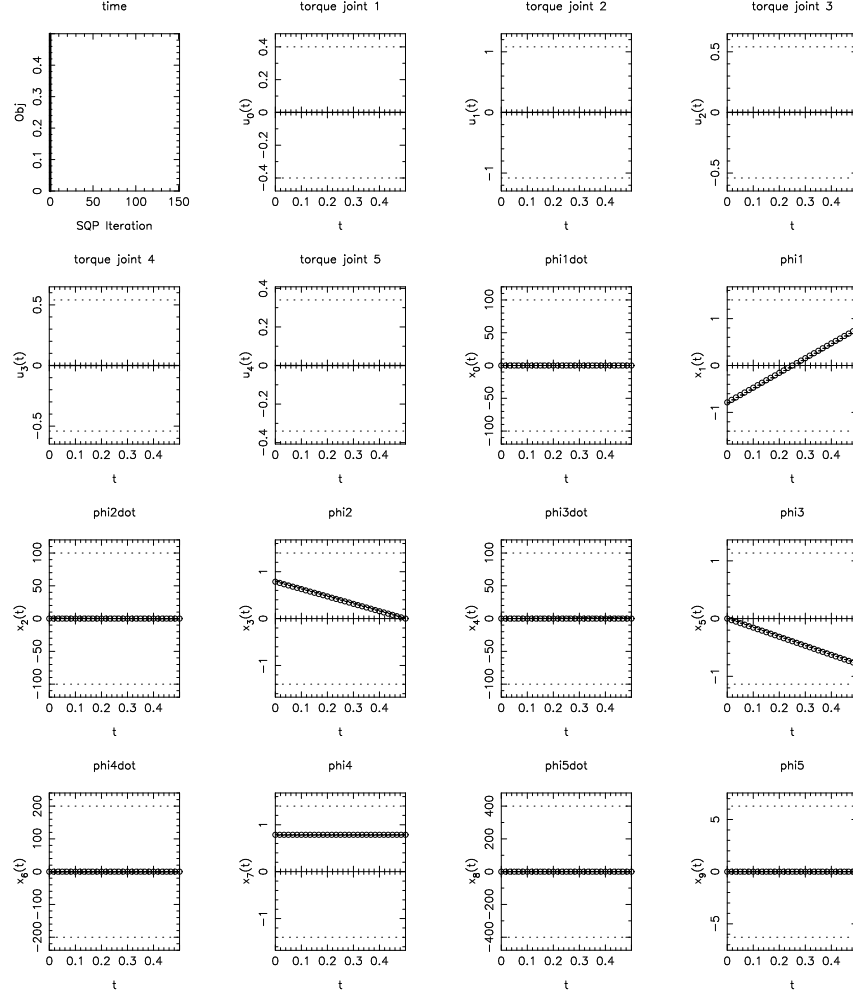 time torque joint 1 torque joint 2 torque joint 3
0.4 0.4 1 0.5
0.3 0.2
Obj u0(t) 0 u1(t) 0 u2(t) 0
0.2
0.1 −0.2
0 −0.4 −1 −0.5
0 50 100 150 0 0.1 0.2 0.3 0.4 0 0.1 0.2 0.3 0.4 0 0.1 0.2 0.3 0.4
SQP Iteration t t t
torque joint 4 torque joint 5 phi1dot phi1
0.5 0.4 100 1
0.2 50
u3(t) 0 u4(t) 0 x0(t) 0 x1(t) 0
−0.2 −50
−0.5 −0.4 −100 −1
0 0.1 0.2 0.3 0.4 0 0.1 0.2 0.3 0.4 0 0.1 0.2 0.3 0.4 0 0.1 0.2 0.3 0.4
t t t t
phi2dot phi2 phi3dot phi3
100 1 100 1
50 50
x2(t) 0 x3(t) 0 x4(t) 0 x5(t) 0
−50 −50
−100 −1 −100 −1
0 0.1 0.2 0.3 0.4 0 0.1 0.2 0.3 0.4 0 0.1 0.2 0.3 0.4 0 0.1 0.2 0.3 0.4
t t t t
phi4dot phi4 phi5dot phi5
200 1 400 5
100 200
x6(t) 0 x7(t) 0 x8(t) 0 x9(t) 0
−100 −200
−200 −1 −400 −5
0 0.1 0.2 0.3 0.4 0 0.1 0.2 0.3 0.4 0 0.1 0.2 0.3 0.4 0 0.1 0.2 0.3 0.4
t t t t